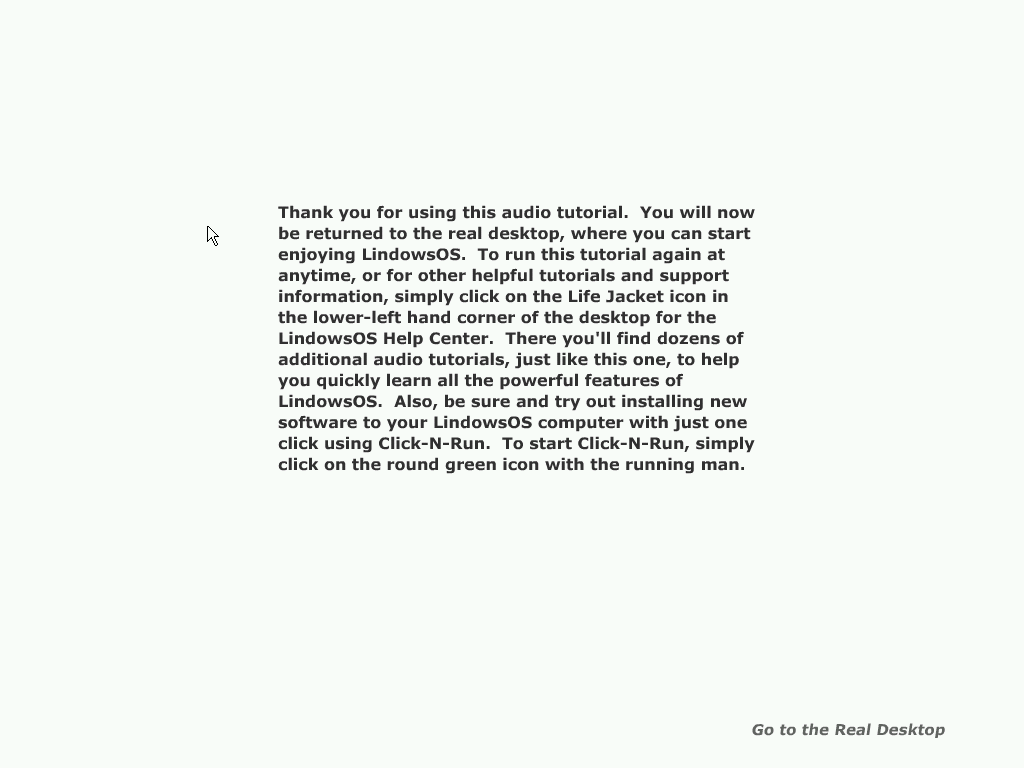 Thank you for using this audio tutorial.  You will now
be returned to the real desktop, where you can start
enjoying LindowsOS.  To run this tutorial again at
anytime, or for other helpful tutorials and support
information, simply click on the Life Jacket icon in
the lower-left hand corner of the desktop for the
LindowsOS Help Center.  There you'll find dozens of
additional audio tutorials, just like this one, to help
you quickly learn all the powerful features of
LindowsOS.  Also, be sure and try out installing new
software to your LindowsOS computer with just one
click using Click-N-Run.  To start Click-N-Run, simply
click on the round green icon with the running man.
Go to the Real Desktop